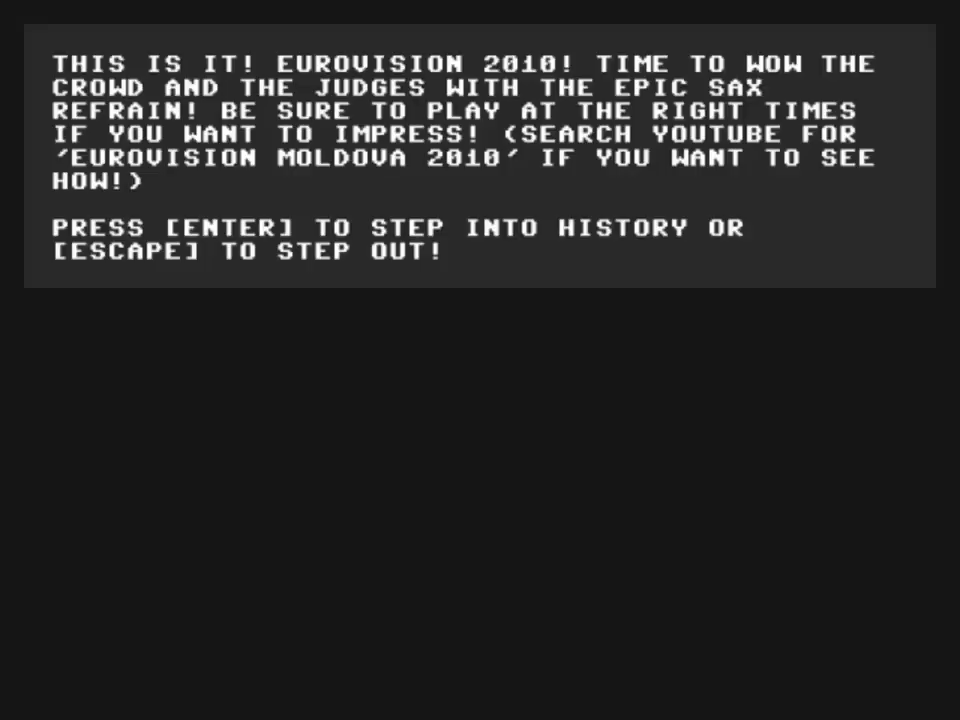 THIS IS IT! EUROVISION 2010! TIME TO WOW THE
CROWD AND THE JUDGES WITH THE EPIC SAX
REFRAIN! BE SURE TO PLAY AT THE RIGHT TIMES
IF YOU WANT TO IMPRESS! (SEARCH YOUTUBE FOR
'EUROVISION MOLDOVA 2010' IF YOU WANT TO SEE
HOW!)
PRESS [ENTER] TO STEP INTO HISTORY OR
[ESCAPE] TO STEP OUT!